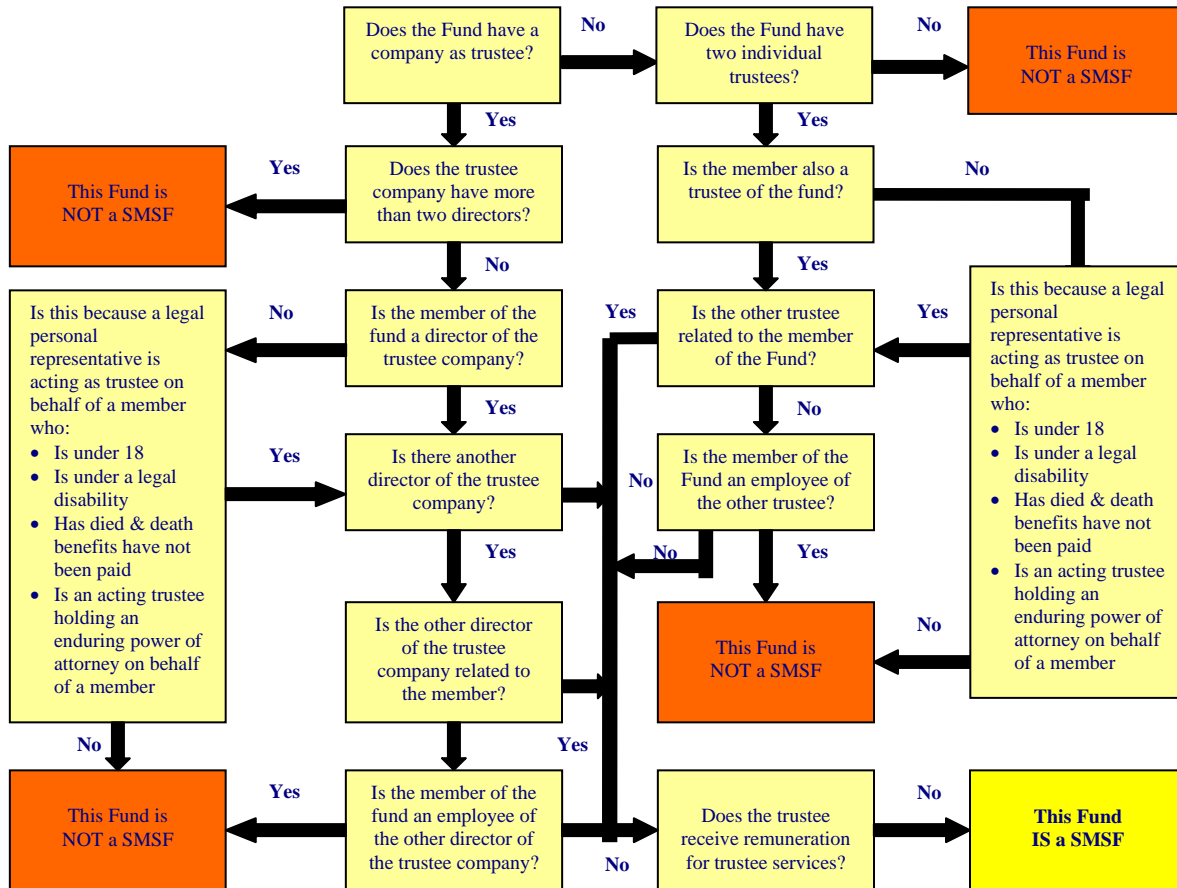 Does the Fund have a
company as trustee?
No
Does the Fund have
two individual
trustees?
No
This Fund is
NOT a SMSF
Yes
Yes
This Fund is
NOT a SMSF
Yes
Does the trustee
company have more
than two directors?
Is the member also a
trustee of the fund?
No
No
Yes
Is this because a legal
personal
representative is
acting as trustee on
behalf of a member
who:
• Is under 18
• Is under a legal
disability
• Has died & death
benefits have not
been paid
• Is an acting trustee
holding an
enduring power of
attorney on behalf
of a member
No
Is the member of the
fund a director of the
trustee company?
Yes
Is the other trustee
related to the member
of the Fund?
Yes
Is this because a legal
personal
representative is
acting as trustee on
behalf of a member
who:
• Is under 18
• Is under a legal
disability
• Has died & death
benefits have not
been paid
• Is an acting trustee
holding an
enduring power of
attorney on behalf
of a member
Yes
No
Yes
Is there another
director of the trustee
company?
No
Is the member of the
Fund an employee of
the other trustee?
Yes
No
Yes
Is the other director
of the trustee
company related to
the member?
This Fund is
NOT a SMSF
No
No
Yes
This Fund is
NOT a SMSF
Yes
Is the member of the
fund an employee of
the other director of
the trustee company?
No
Does the trustee
receive remuneration
for trustee services?
No
This Fund
IS a SMSF